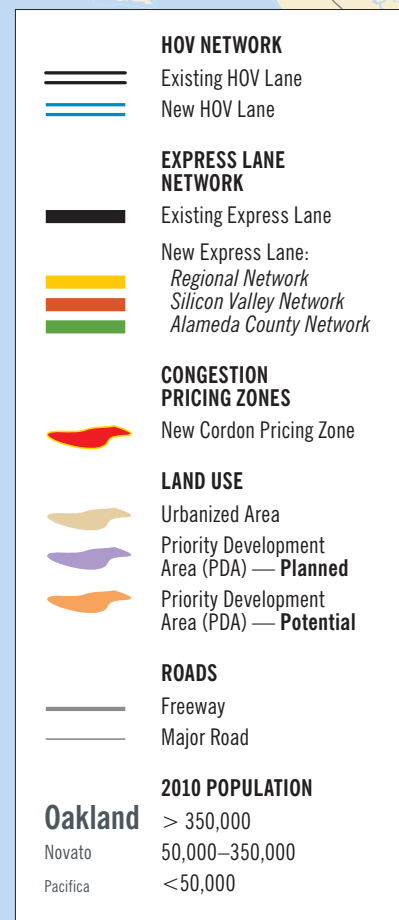 HOV NETWORK
Existing HOV Lane
New HOV Lane
EXPRESS LANE
NETWORK
Existing Express Lane
New Express Lane:
Regional Network
Silicon Valley Network
Alameda County Network
CONGESTION
PRICING ZONES
New Cordon Pricing Zone
LAND USE
Urbanized Area
Priority Development
Area (PDA) — Planned
Priority Development
Area (PDA) — Potential
ROADS
Freeway
Major Road
2010 POPULATION
Oakland > 350,000
Novato 50,000–350,000
Pacifica <50,000